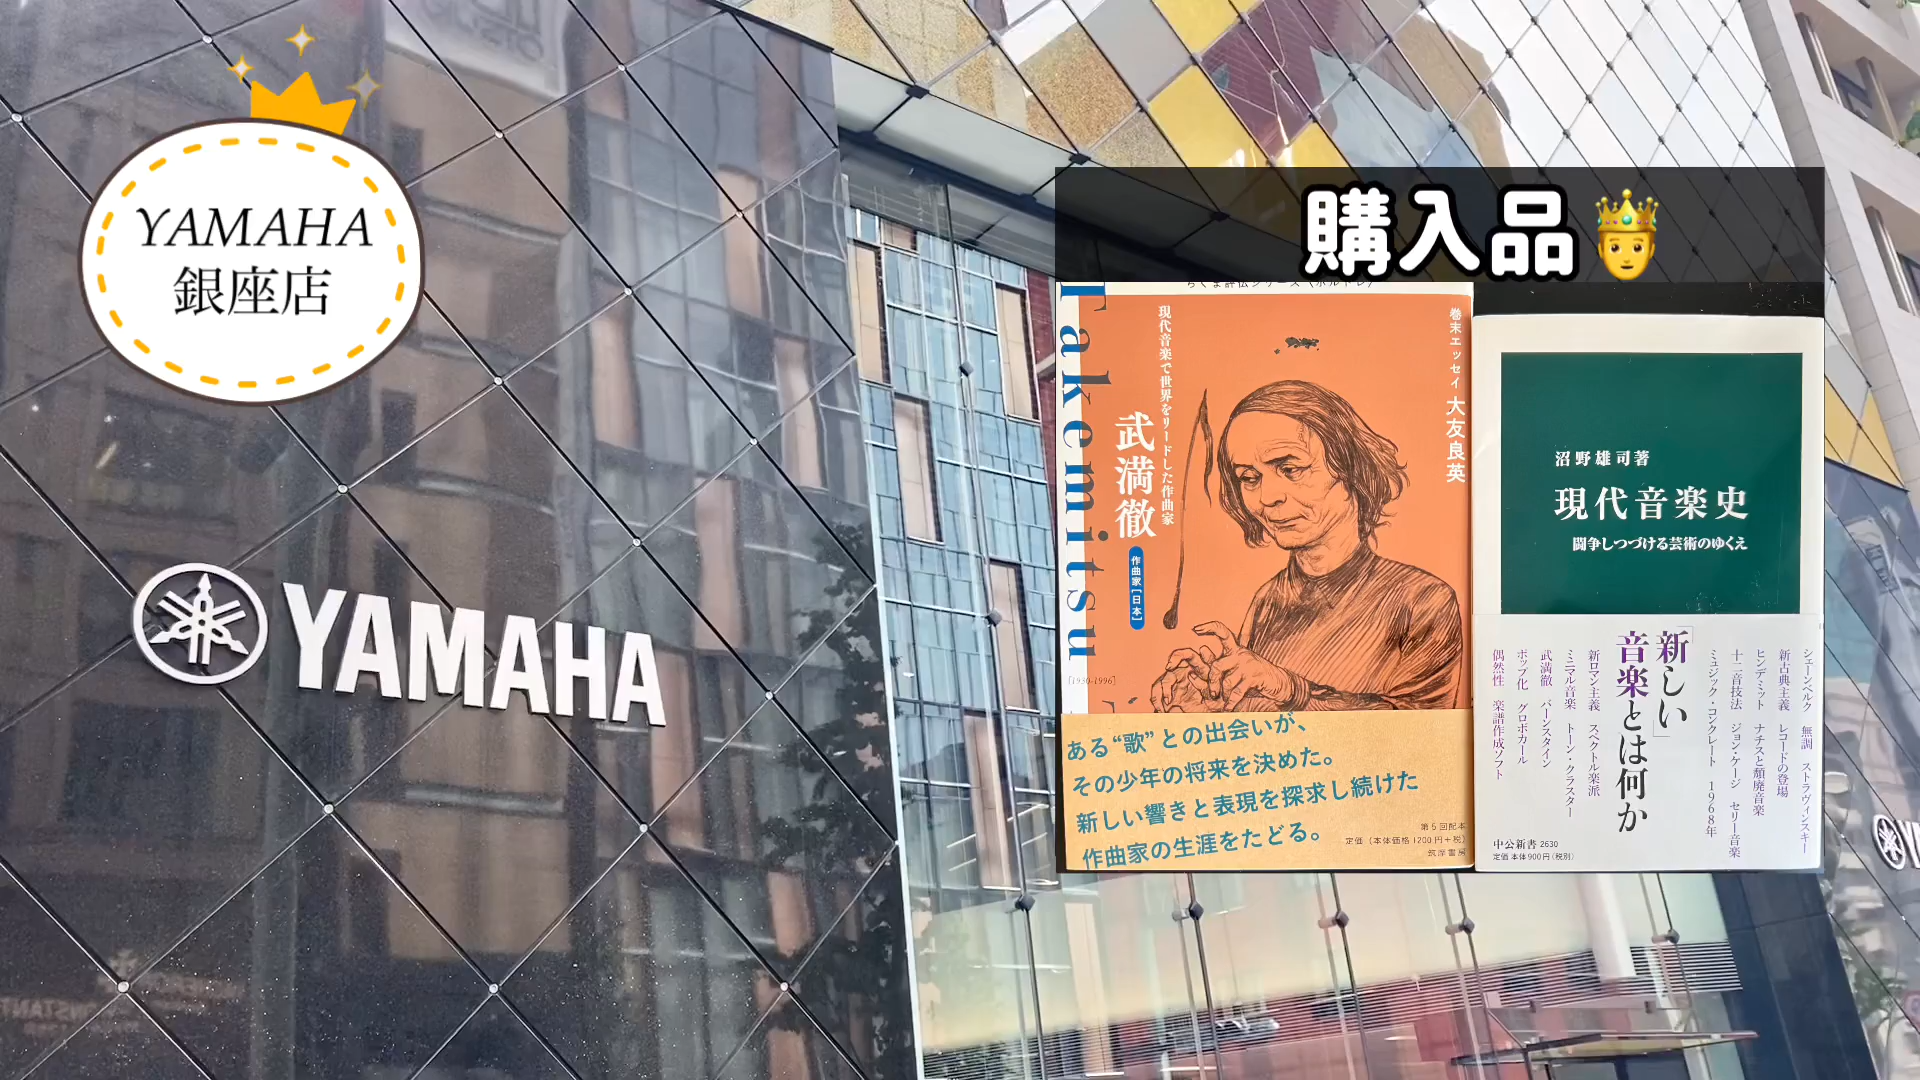 YAMAHA
銀座店
YAMAHA
購入品
ちくま評伝シリーズ〈ポルトレ〉
Takemitsu
巻末エッセイ 大友良英
現代音楽で世界をリードした作曲家
武満徹
作曲家[日本]
[1930-1996]
ある“歌”との出会いが、
その少年の将来を決めた。
新しい響きと表現を探求し続けた
作曲家の生涯をたどる。
第5回配本
定価(本体価格1200円+税)
筑摩書房
沼野雄司著
現代音楽史
闘争しつづける芸術のゆくえ
「新しい」
音楽とは何か
シェーンベルク 無調 ストラヴィンスキー
新古典主義 レコードの登場
ヒンデミット ナチスと頽廃音楽
十二音技法 ジョン・ケージ セリー音楽
ミュジック・コンクレート 1968年
新ロマン主義 スペクトル楽派
ミニマル音楽 トーン・クラスター
武満徹 バーンスタイン
ポップ化 グロボカール
偶然性 楽譜作成ソフト
中公新書 2630
定価 本体900円(税別)